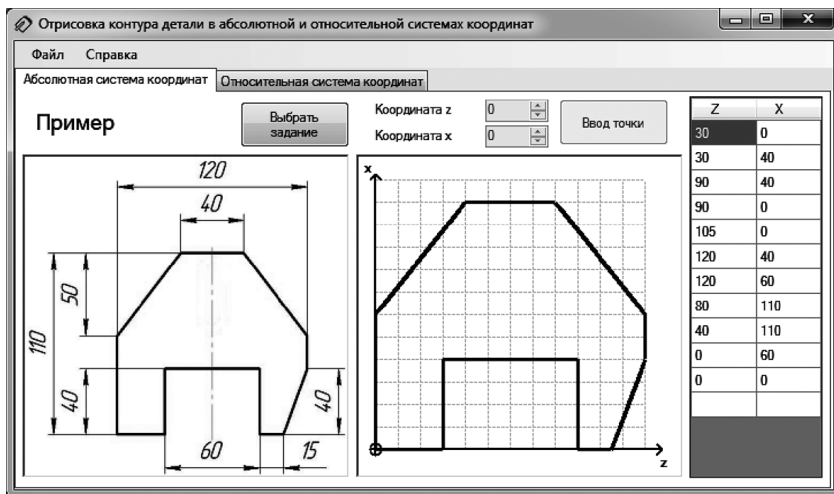 Отрисовка контура детали в абсолютной и относительной системах координат
Файл Справка
Абсолютная система координат Относительная система координат
Пример
Выбрать
задание
Координата z 0
Координата x 0
Ввод точки
120
40
50
110
40
40
60
15
x
z
Z X
30 0
30 40
90 40
90 0
105 0
120 40
120 60
80 110
40 110
0 60
0 0